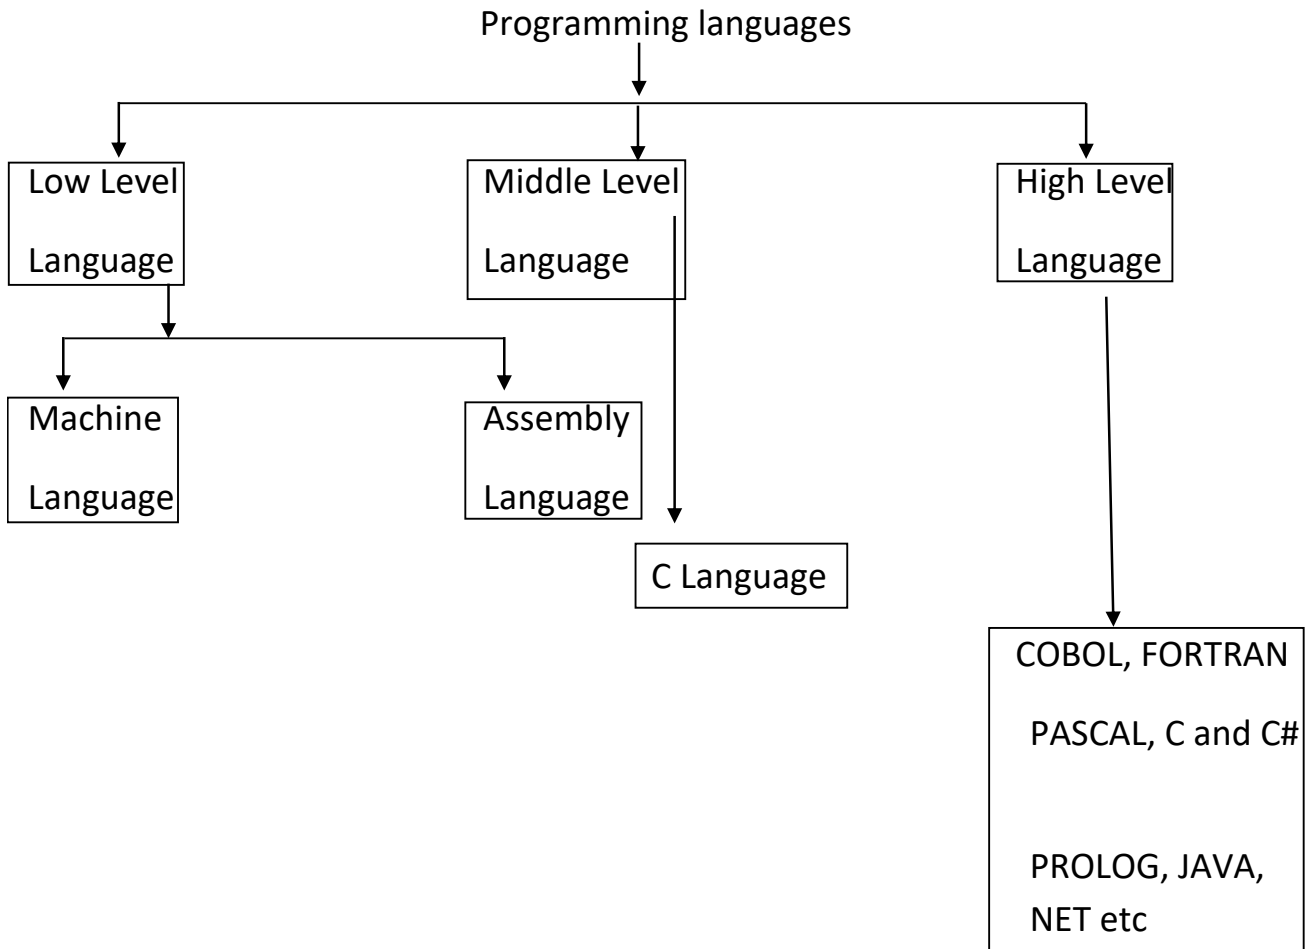 Programming languages
Low Level
Language
Middle Level
Language
High Level
Language
Machine
Language
Assembly
Language
C Language
COBOL, FORTRAN
PASCAL, C and C#
PROLOG, JAVA,
NET etc